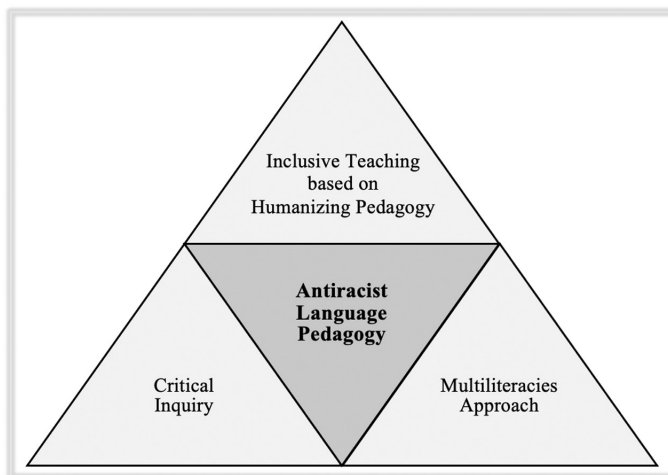 Inclusive Teaching
based on
Humanizing Pedagogy
Antiracist
Language
Pedagogy
Critical
Inquiry
Multiliteracies
Approach